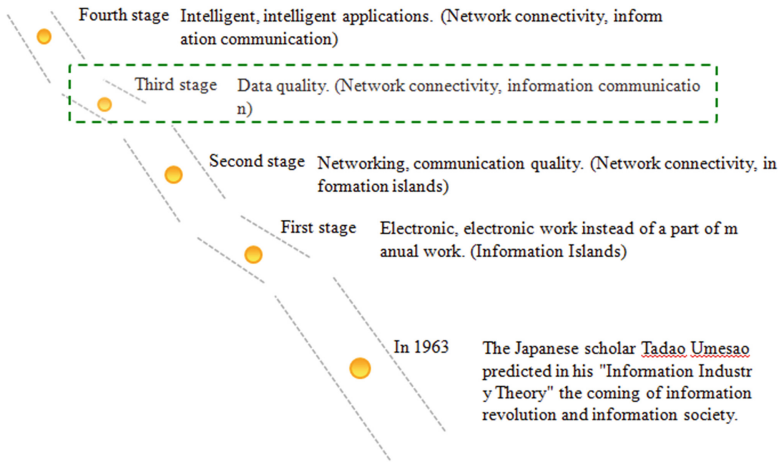 Fourth stage Intelligent, intelligent applications. (Network connectivity, inform
ation communication)
Third stage Data quality. (Network connectivity, information communicatio
n)
Second stage Networking, communication quality. (Network connectivity, in
formation islands)
First stage Electronic, electronic work instead of a part of m
anual work. (Information Islands)
In 1963 The Japanese scholar Tadao Umesao
predicted in his "Information Industr
y Theory" the coming of information
revolution and information society.